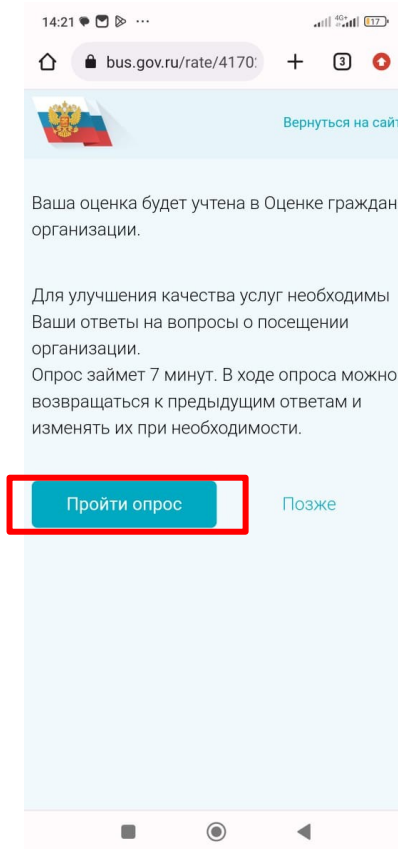 14:21
4G+
17
bus.gov.ru/rate/4170
3
Вернуться на сайт
Ваша оценка будет учтена в Оценке граждан
организации.
Для улучшения качества услуг необходимы
Ваши ответы на вопросы о посещении
организации.
Опрос займет 7 минут. В ходе опроса можно
возвращаться к предыдущим ответам и
изменять их при необходимости.
Пройти опрос
Позже